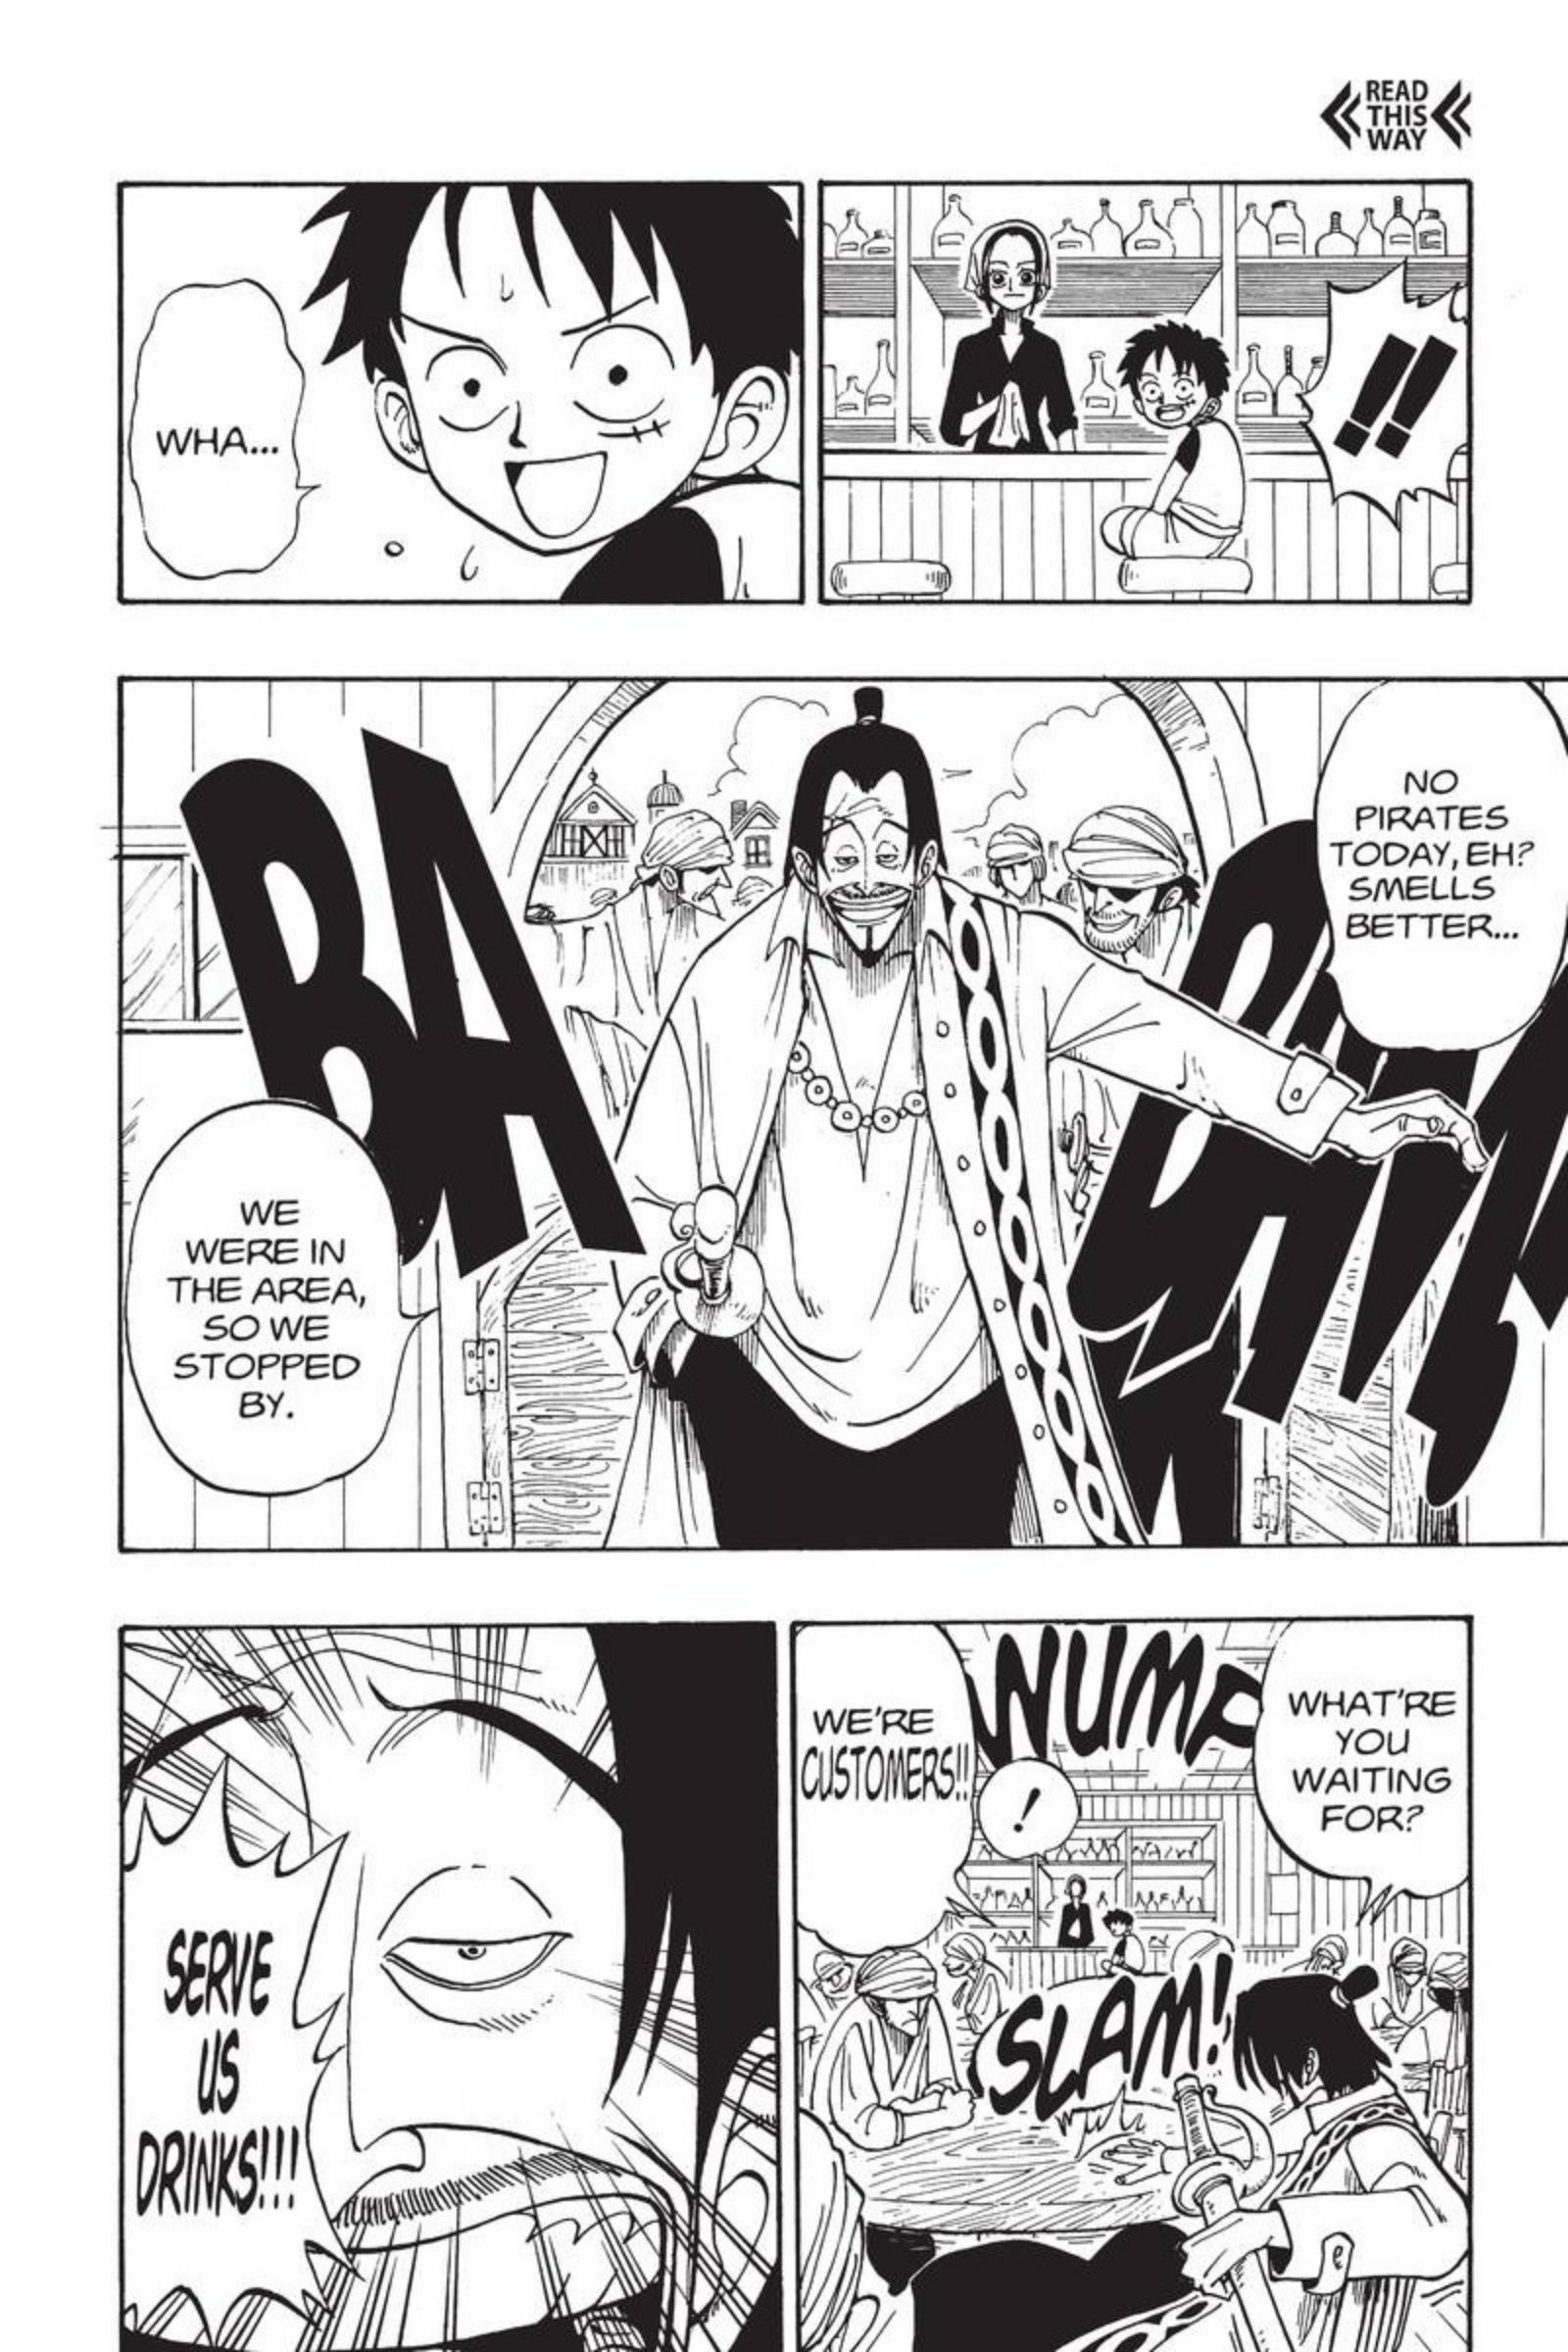 READ
THIS
WAY
!!
WHA...
NO
PIRATES
TODAY, EH?
SMELLS
BETTER...
BA
WE
WERE IN
THE AREA,
SO WE
STOPPED
BY.
WHAT'RE
YOU
WAITING
FOR?
WUMP
!
WE'RE
CUSTOMERS!!
SLAM!
SERVE
US
DRINKS!!!